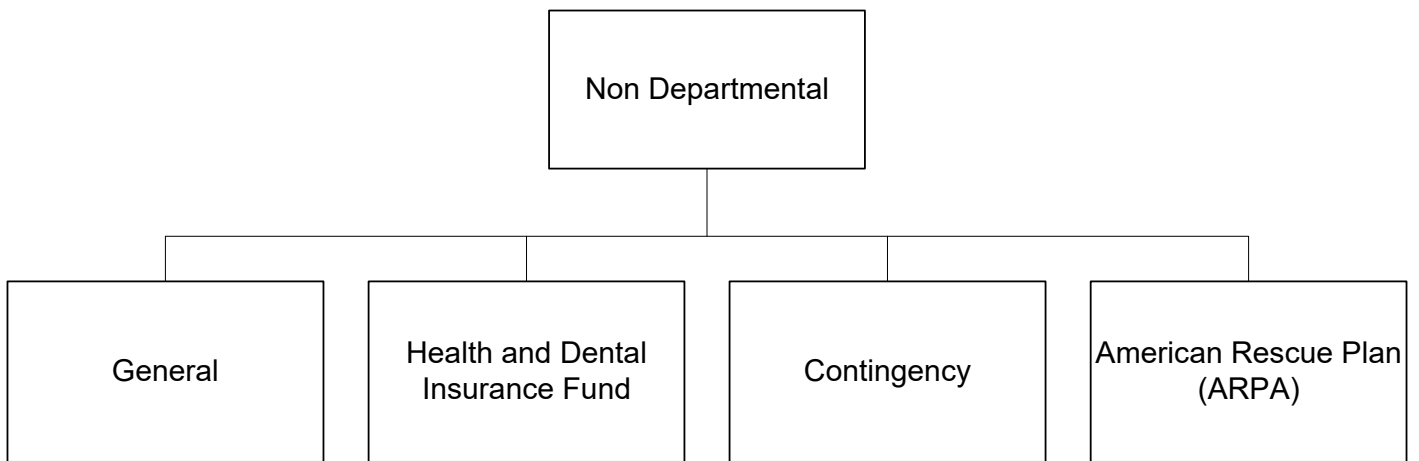 Non Departmental
General
Health and Dental
Insurance Fund
Contingency
American Rescue Plan
(ARPA)